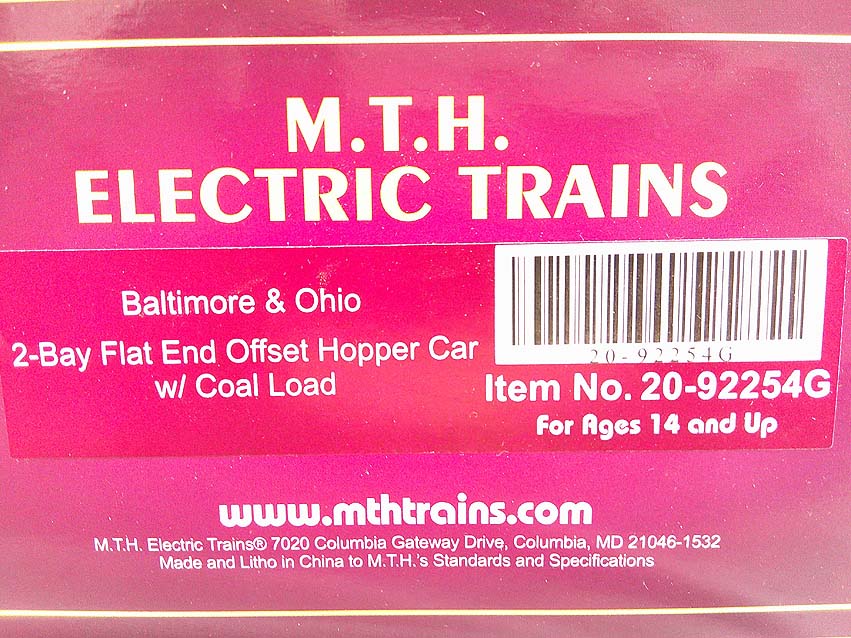 M.T.H.
ELECTRIC TRAINS
Baltimore & Ohio
2-Bay Flat End Offset Hopper Car
w/ Coal Load
20-92254G
Item No. 20-92254G
For Ages 14 and Up
www.mthtrains.com
M.T.H. Electric Trains® 7020 Columbia Gateway Drive, Columbia, MD 21046-1532
Made and Litho in China to M.T.H.'s Standards and Specifications